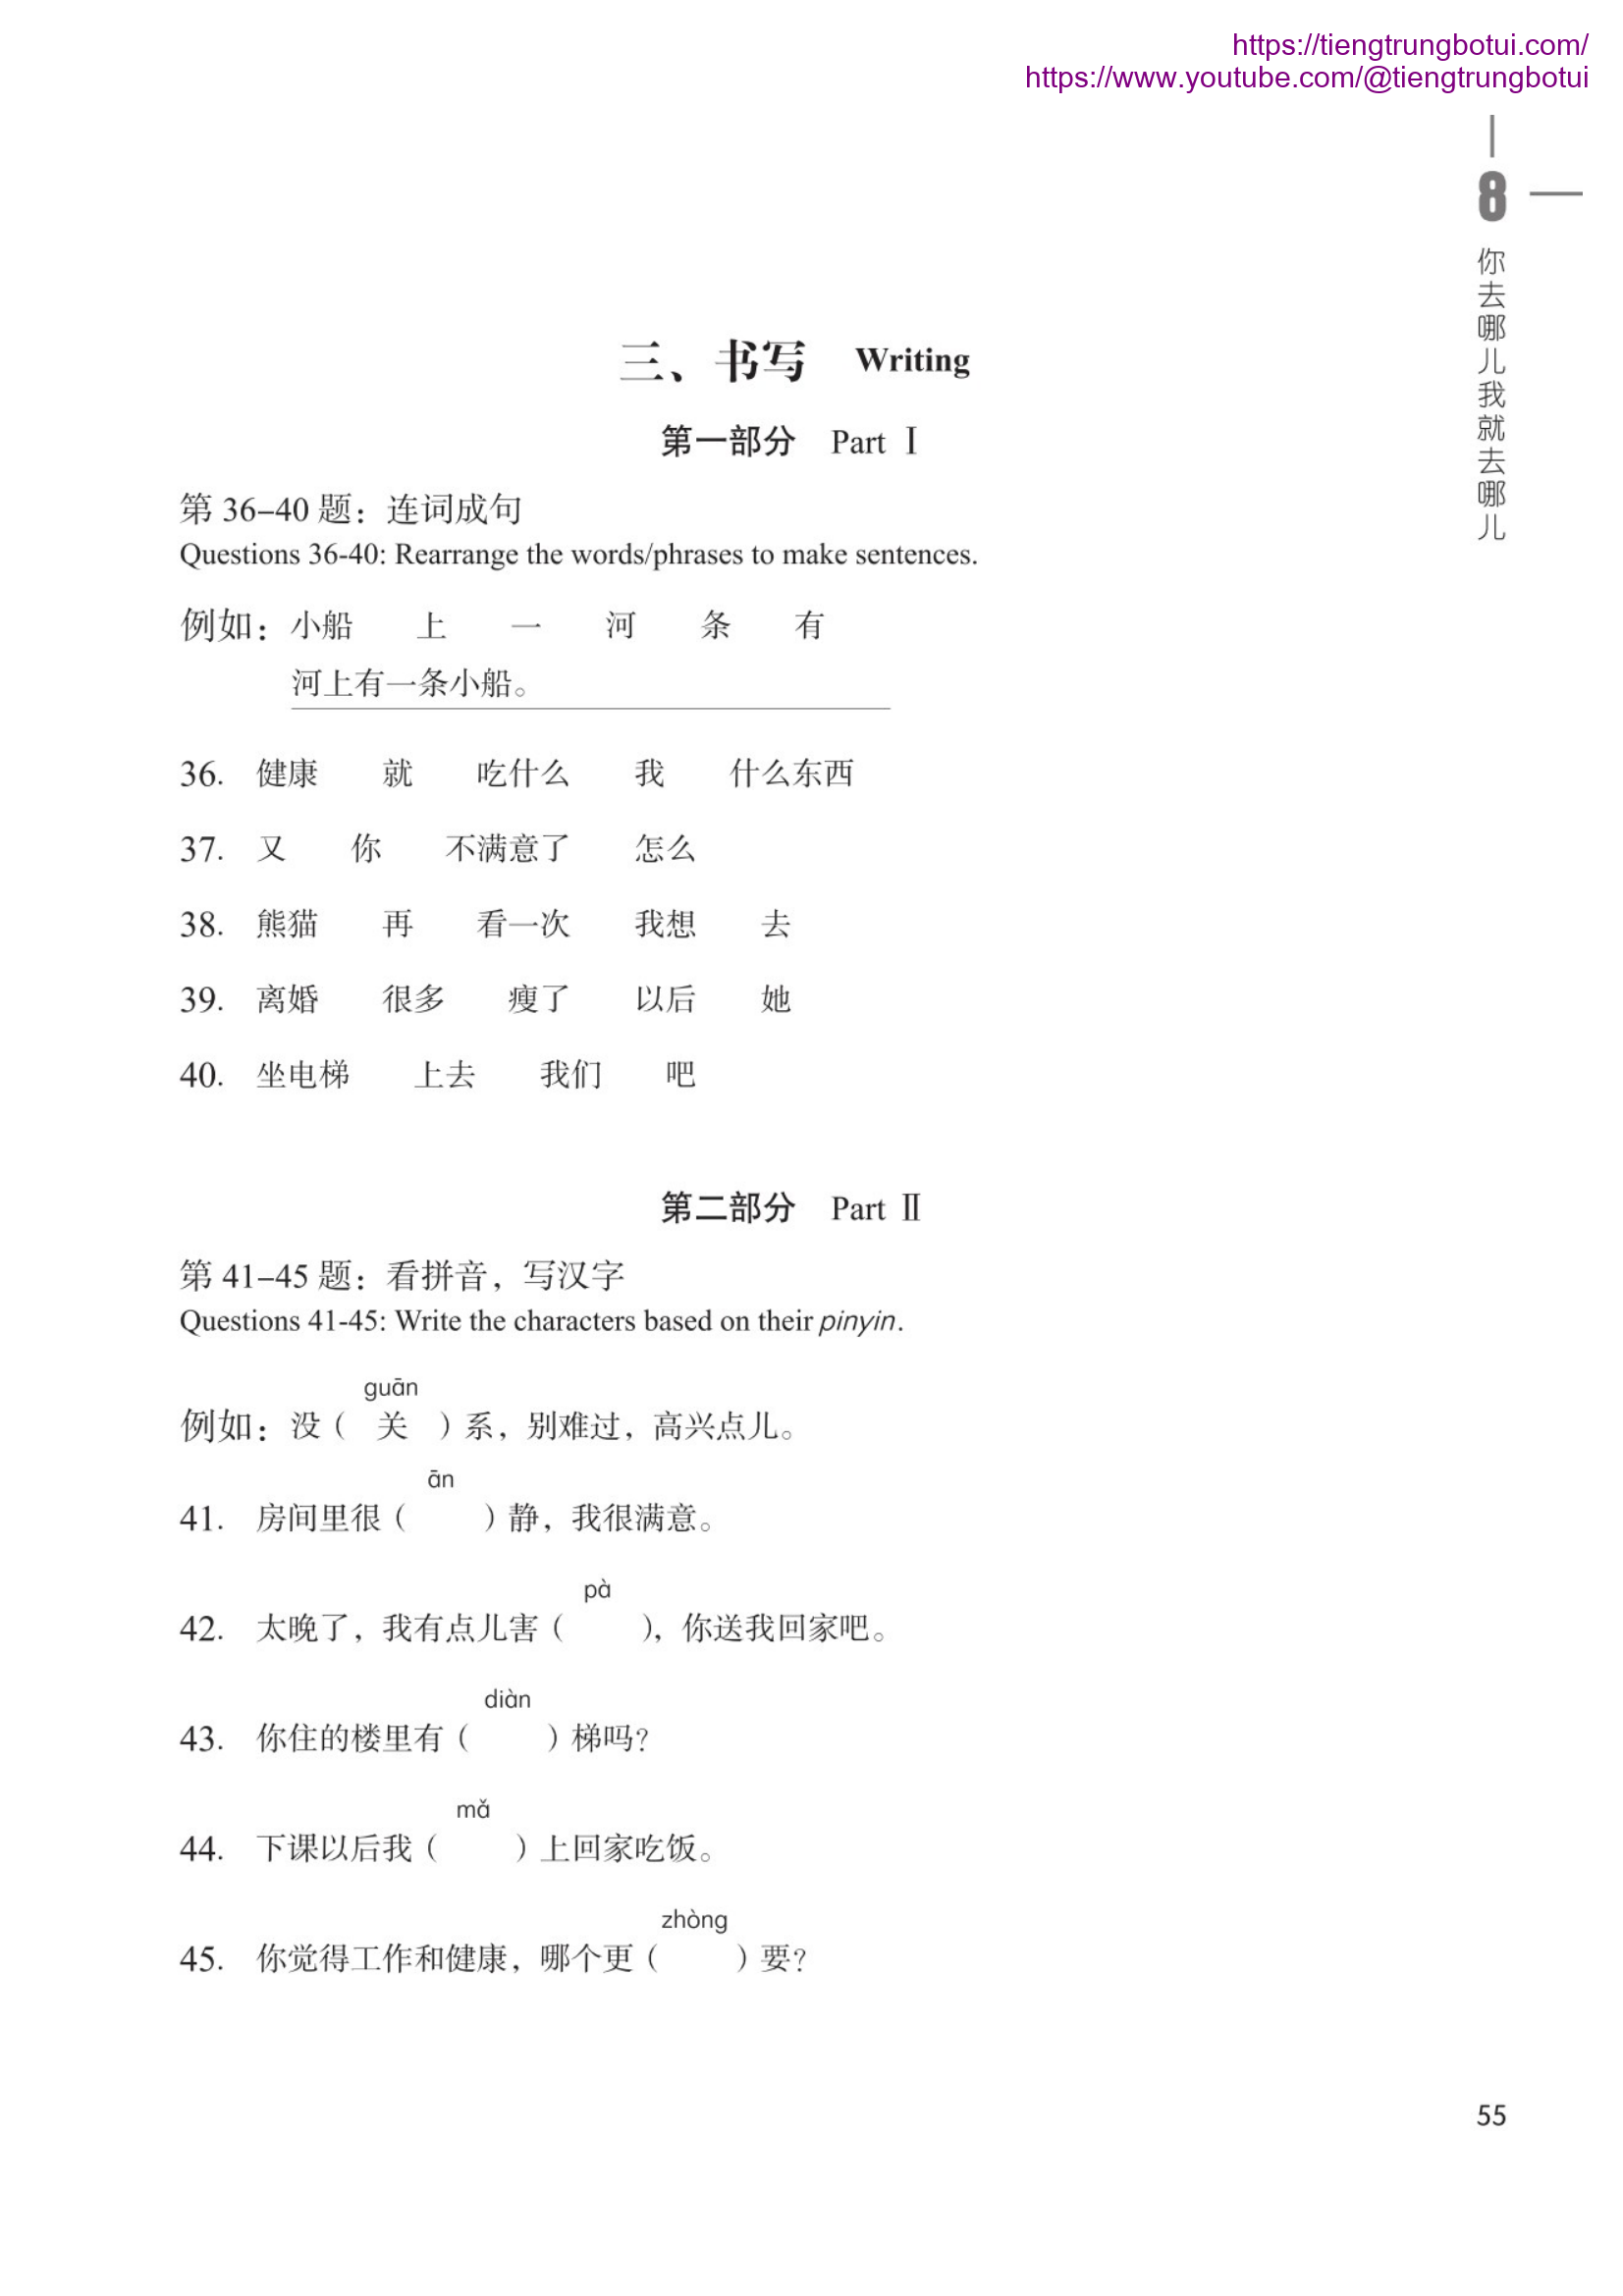 https://tiengtrungbotui.com/
https://www.youtube.com/@tiengtrungbotui
8
你去哪儿我就去哪儿
三、书写 Writing
第一部分 Part Ⅰ
第 36–40 题：连词成句
Questions 36-40: Rearrange the words/phrases to make sentences.
例如：小船 上 一 河 条 有
河上有一条小船。
36. 健康 就 吃什么 我 什么东西
37. 又 你 不满意了 怎么
38. 熊猫 再 看一次 我想 去
39. 离婚 很多 瘦了 以后 她
40. 坐电梯 上去 我们 吧
第二部分 Part Ⅱ
第 41–45 题：看拼音，写汉字
Questions 41-45: Write the characters based on their pinyin.
guān
例如：没（ 关 ）系，别难过，高兴点儿。
ān
41. 房间里很（ ）静，我很满意。
pà
42. 太晚了，我有点儿害（ ），你送我回家吧。
diàn
43. 你住的楼里有（ ）梯吗？
mǎ
44. 下课以后我（ ）上回家吃饭。
zhòng
45. 你觉得工作和健康，哪个更（ ）要？
55